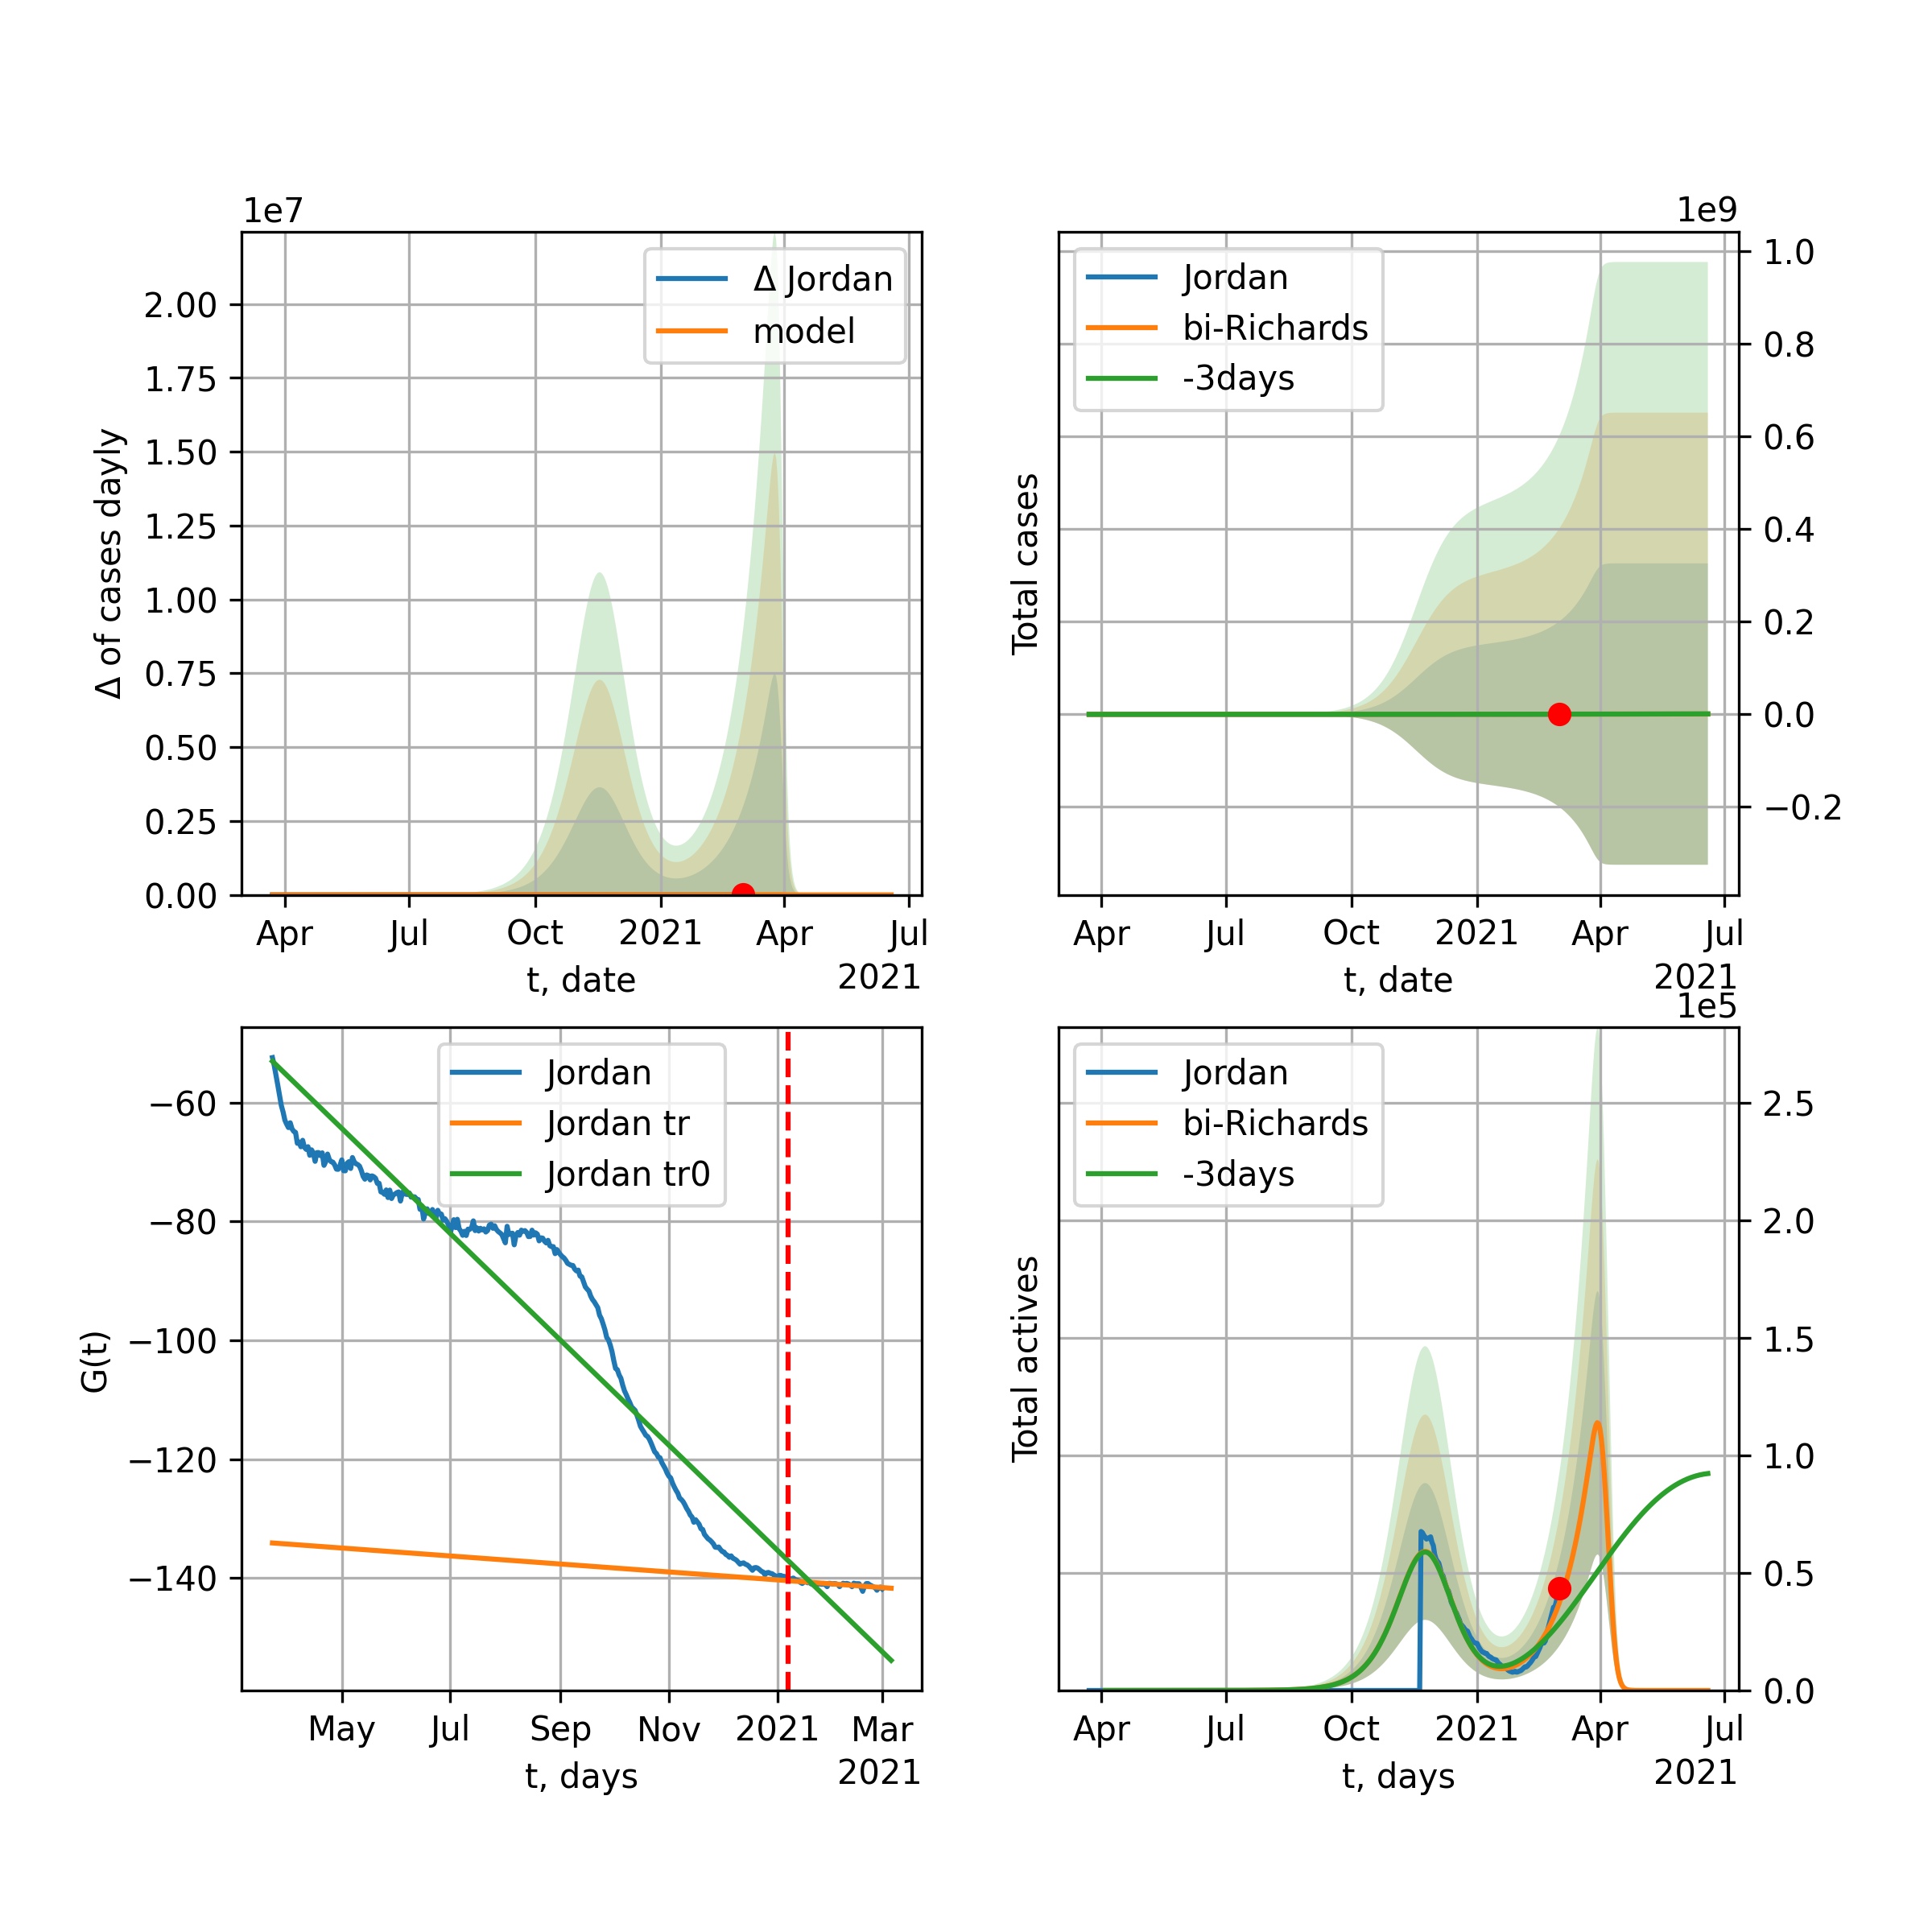 1e7
Δ of cases dayly
2.00
1.75
1.50
1.25
1.00
0.75
0.50
0.25
0.00
Δ Jordan
model
Apr Jul Oct 2021 Apr Jul
t, date
2021
1e9
Total cases
Jordan
bi-Richards
-3days
1.0
0.8
0.6
0.4
0.2
0.0
−0.2
Apr Jul Oct 2021 Apr Jul
t, date
2021
G(t)
−60
−80
−100
−120
−140
Jordan
Jordan tr
Jordan tr0
May Jul Sep Nov 2021 Mar
t, days
2021
1e5
Total actives
Jordan
bi-Richards
-3days
2.5
2.0
1.5
1.0
0.5
0.0
Apr Jul Oct 2021 Apr Jul
t, days
2021